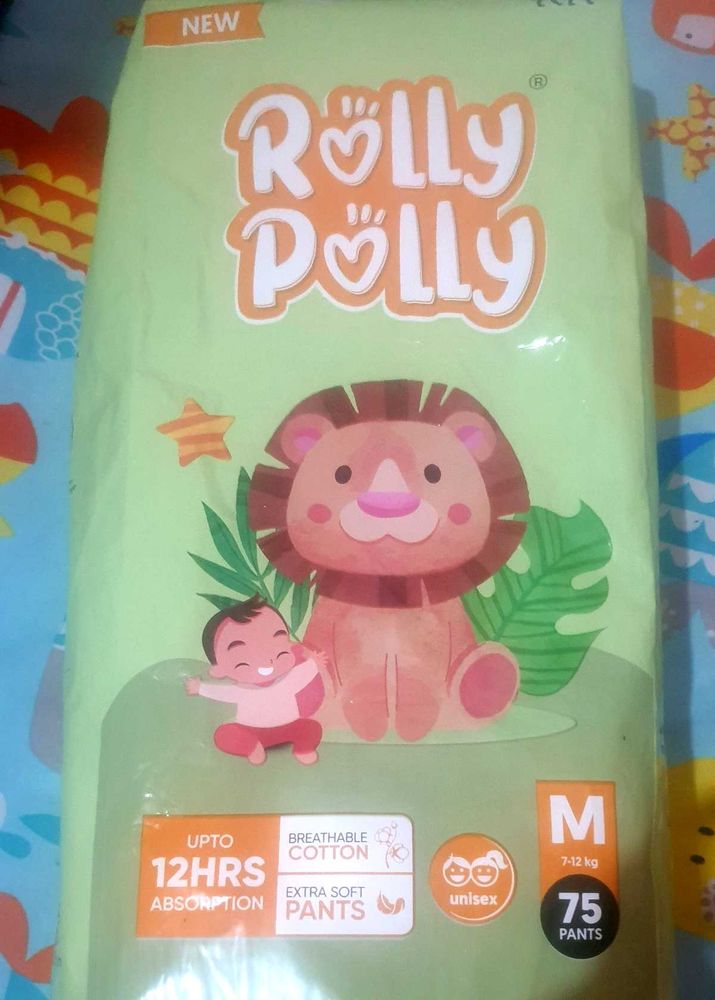 NEW
Rolly
Polly
®
UPTO
12HRS
ABSORPTION
BREATHABLE
COTTON
EXTRA SOFT
PANTS
unisex
M
7-12 kg
75
PANTS